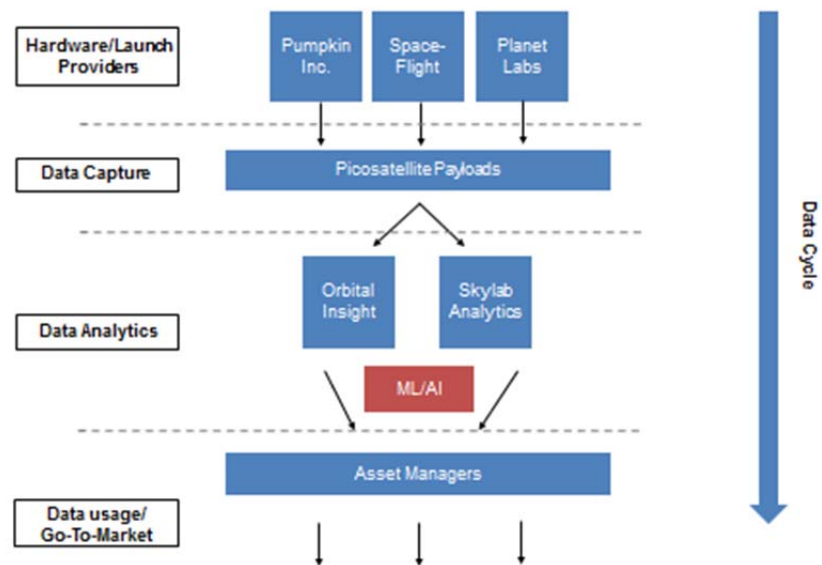 Hardware/Launch
Providers
Pumpkin
Inc.
Space-
Flight
Planet
Labs
Data Capture
Picosatellite Payloads
Data Analytics
Orbital
Insight
Skylab
Analytics
ML/AI
Asset Managers
Data usage/
Go-To-Market
Data Cycle